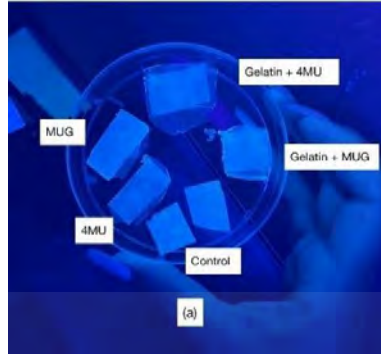 Gelatin + 4MU
MUG
Gelatin + MUG
4MU
Control
(a)